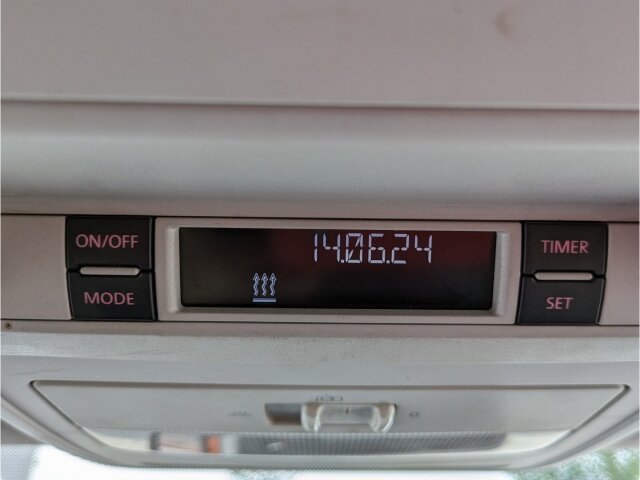 ON/OFF
MODE
14.06.24
TIMER
SET